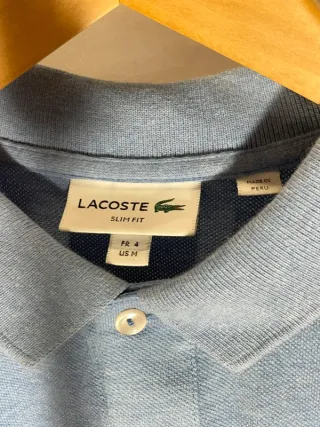 LACOSTE
SLIM FIT
MADE IN
PERU
FR 4
US M